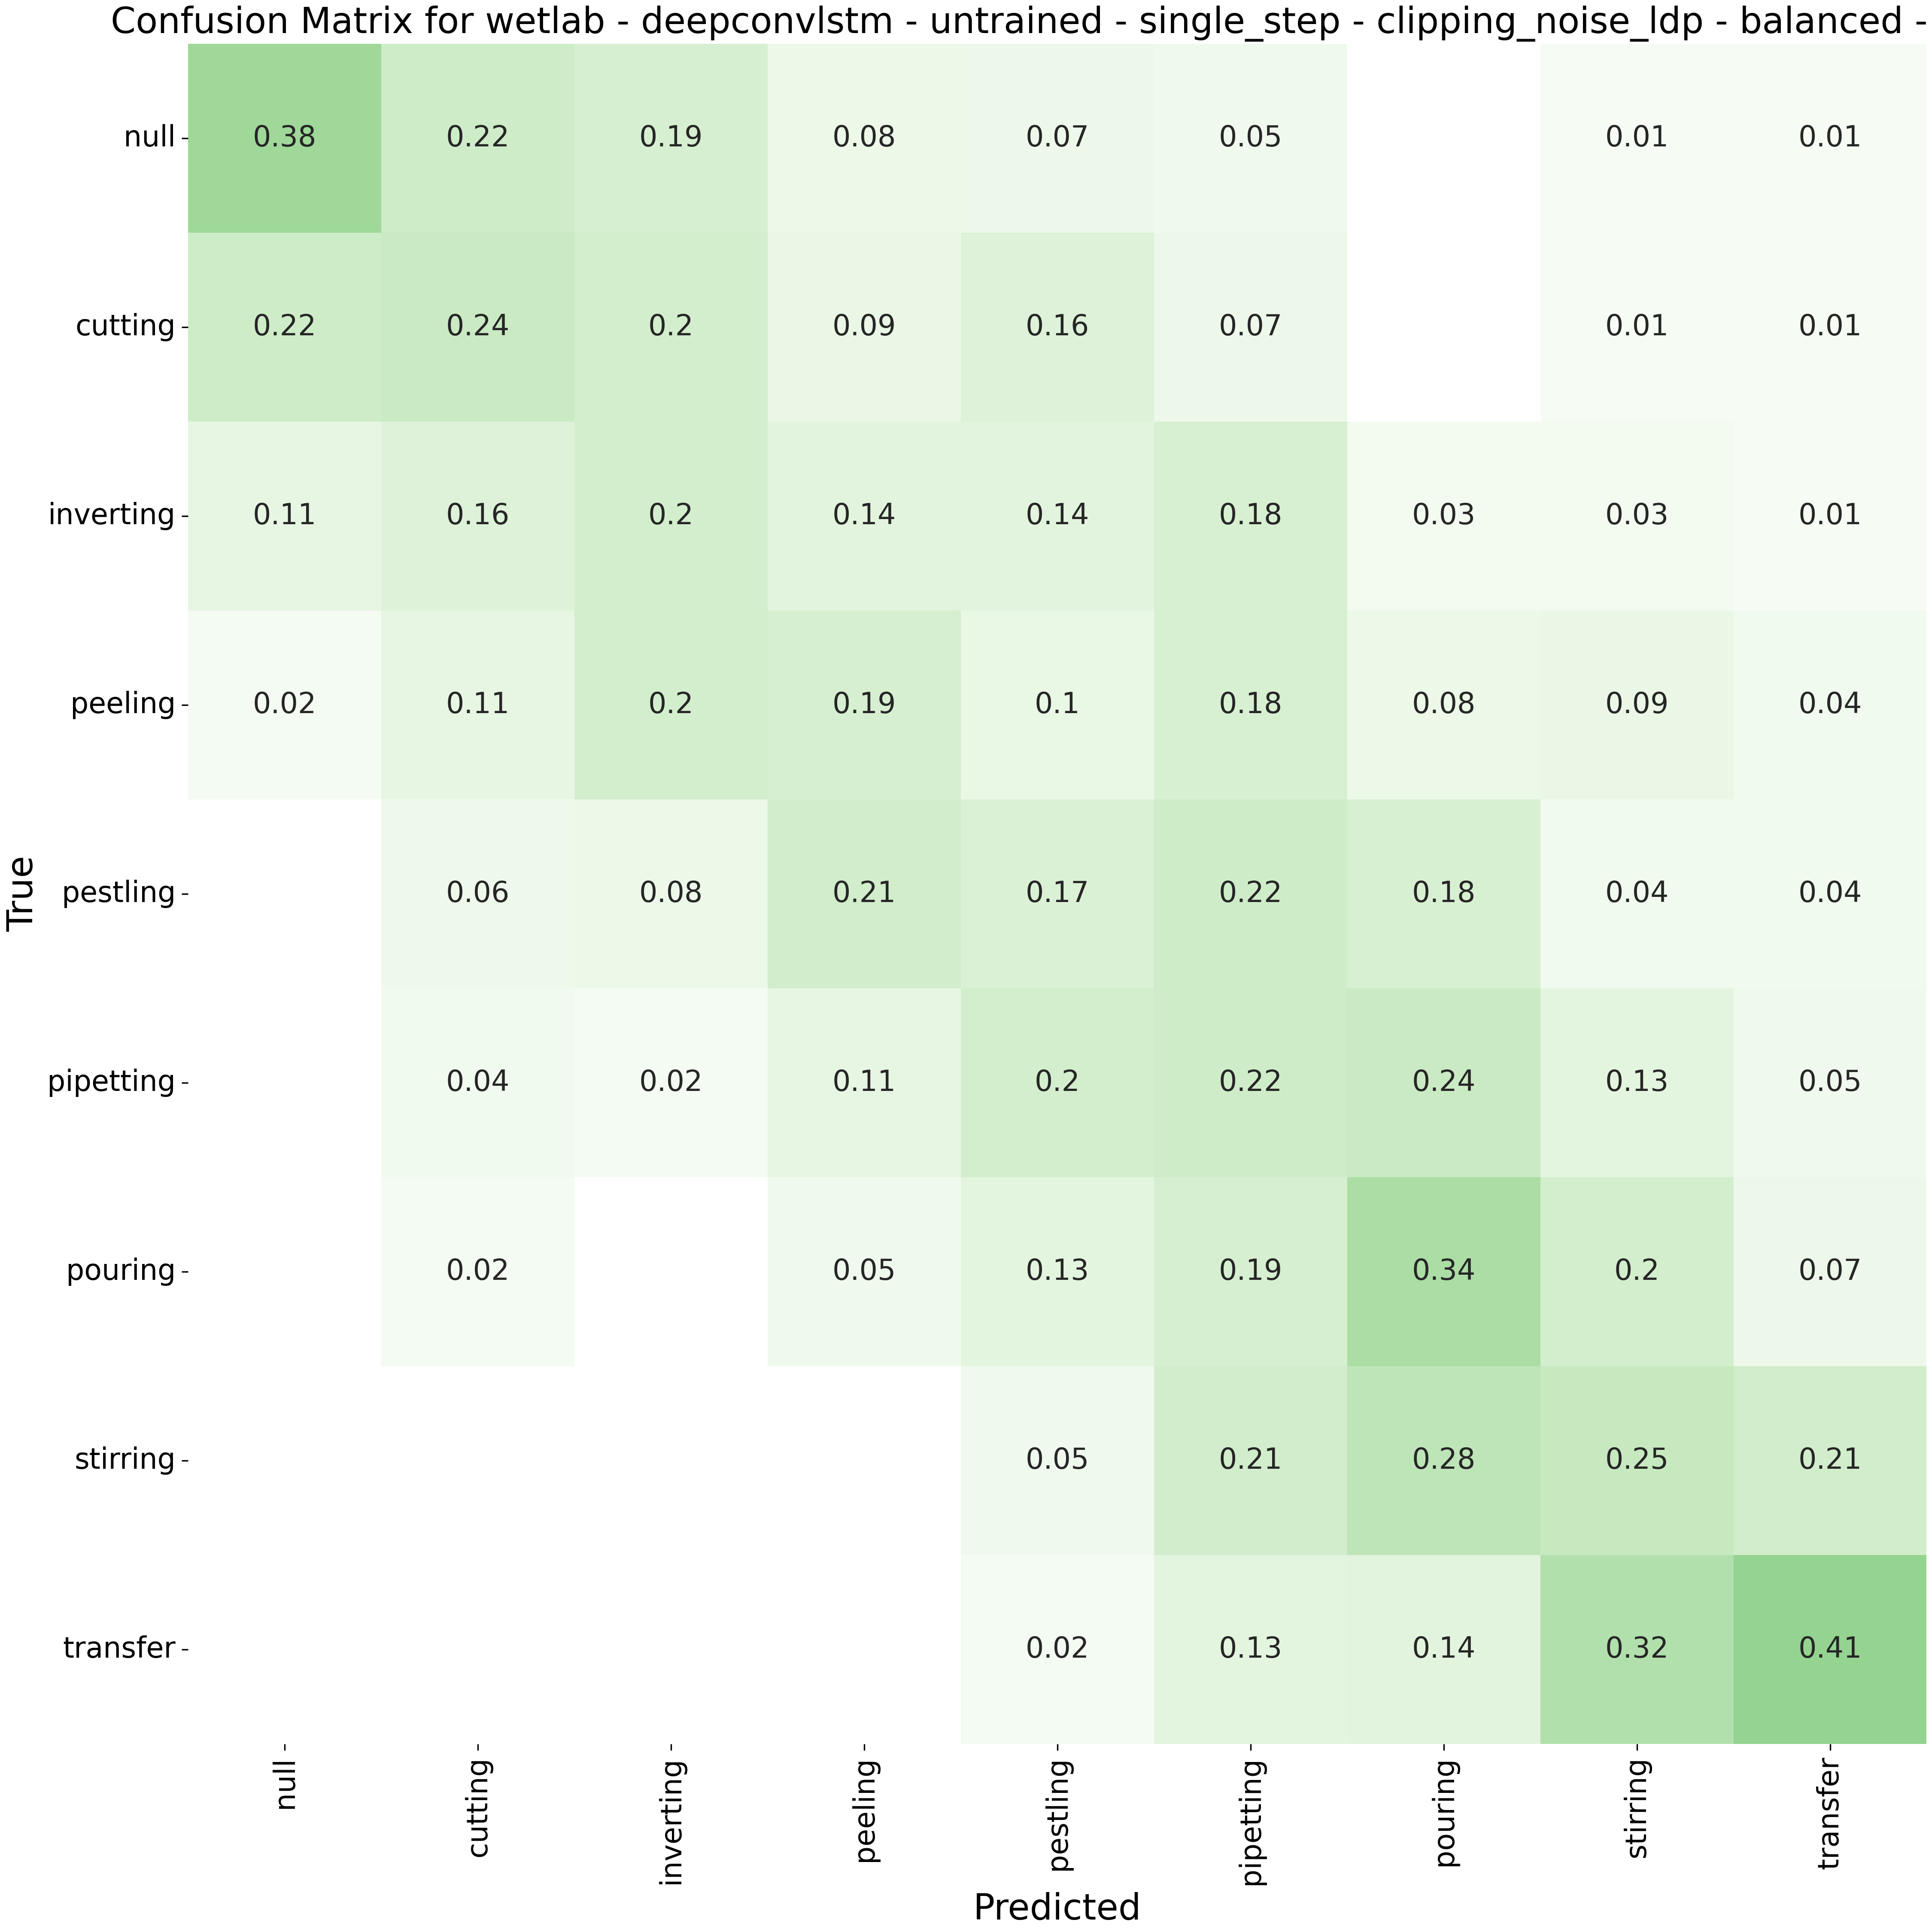 Confusion Matrix for wetlab - deepconvlstm - untrained - single_step - clipping_noise_ldp - balanced -
null 0.38 0.22 0.19 0.08 0.07 0.05 0.01 0.01
cutting 0.22 0.24 0.2 0.09 0.16 0.07 0.01 0.01
inverting 0.11 0.16 0.2 0.14 0.14 0.18 0.03 0.03 0.01
peeling 0.02 0.11 0.2 0.19 0.1 0.18 0.08 0.09 0.04
pestling 0.06 0.08 0.21 0.17 0.22 0.18 0.04 0.04
pipetting 0.04 0.02 0.11 0.2 0.22 0.24 0.13 0.05
pouring 0.02 0.05 0.13 0.19 0.34 0.2 0.07
stirring 0.05 0.21 0.28 0.25 0.21
transfer 0.02 0.13 0.14 0.32 0.41
True
null cutting inverting peeling pestling pipetting pouring stirring transfer
Predicted